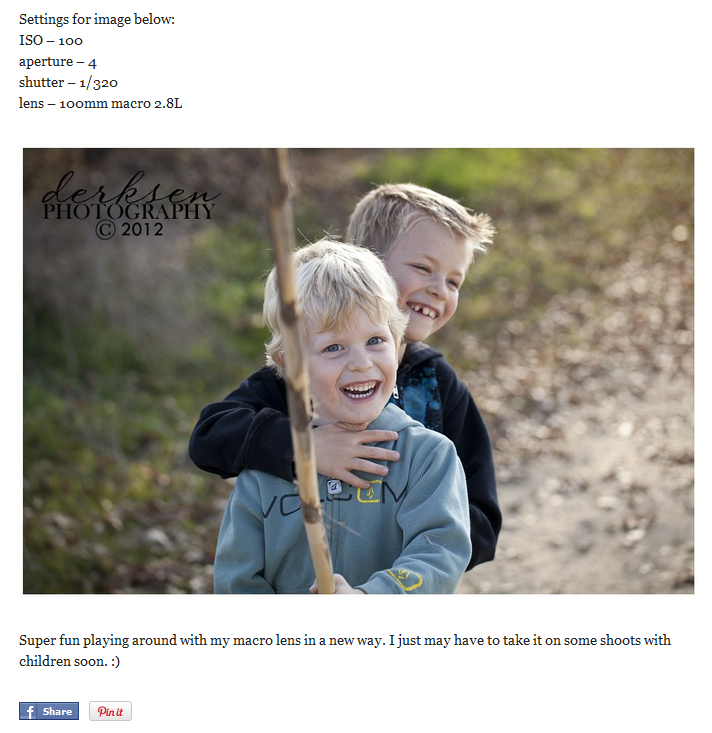 Settings for image below:
ISO – 100
aperture – 4
shutter – 1/320
lens – 100mm macro 2.8L
derksen
PHOTOGRAPHY
© 2012
VOLCOM
Super fun playing around with my macro lens in a new way. I just may have to take it on some shoots with
children soon. :)
f Share
Pin it